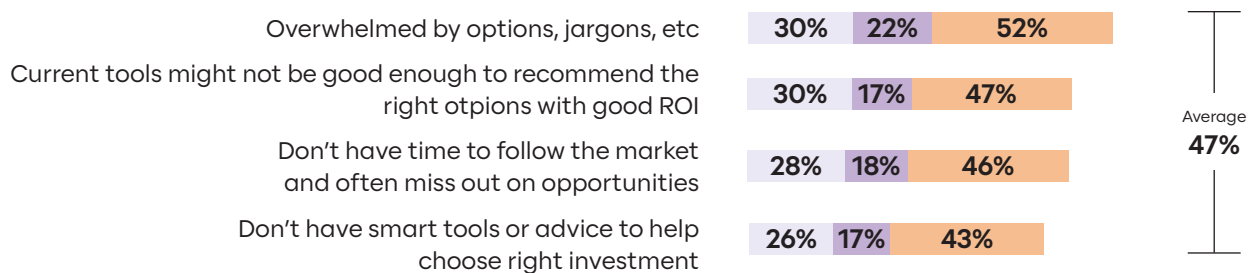 Overwhelmed by options, jargons, etc
30% 22% 52%
Current tools might not be good enough to recommend the
right otpions with good ROI
30% 17% 47%
Don’t have time to follow the market
and often miss out on opportunities
28% 18% 46%
Don’t have smart tools or advice to help
choose right investment
26% 17% 43%
Average
47%